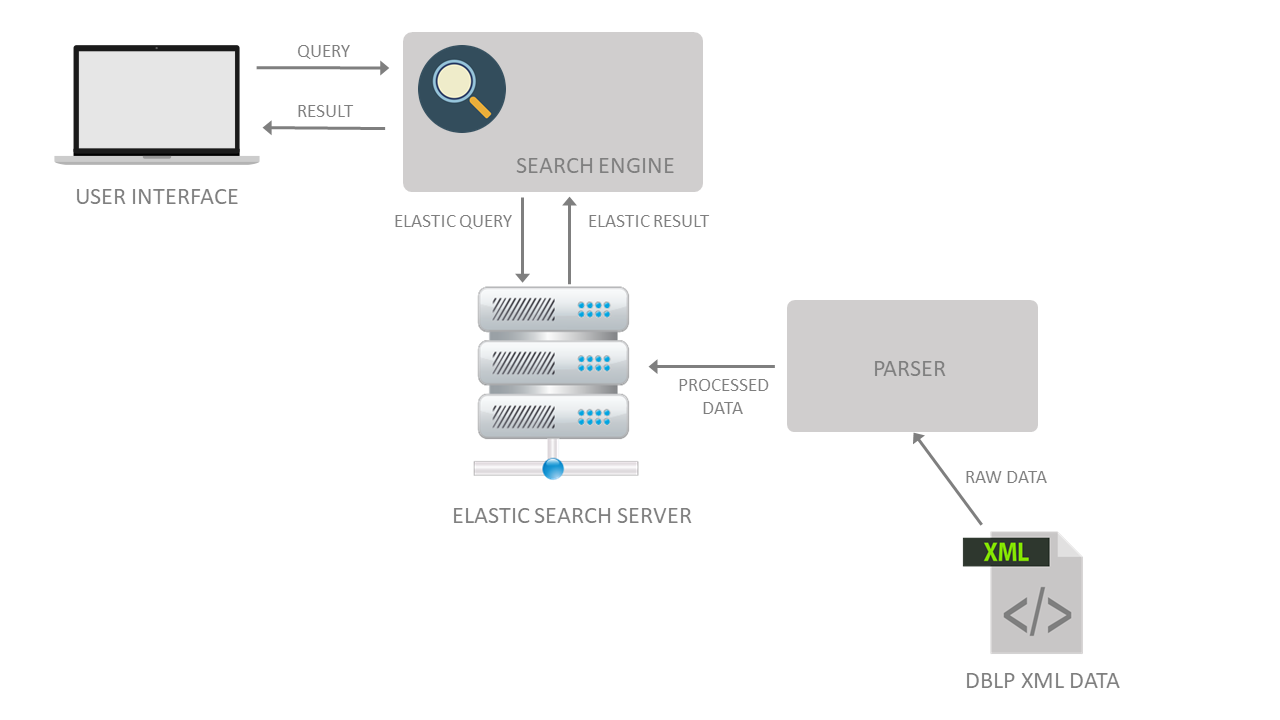 QUERY
RESULT
SEARCH ENGINE
USER INTERFACE
ELASTIC QUERY
ELASTIC RESULT
PARSER
PROCESSED
DATA
RAW DATA
ELASTIC SEARCH SERVER
XML
</>
DBLP XML DATA